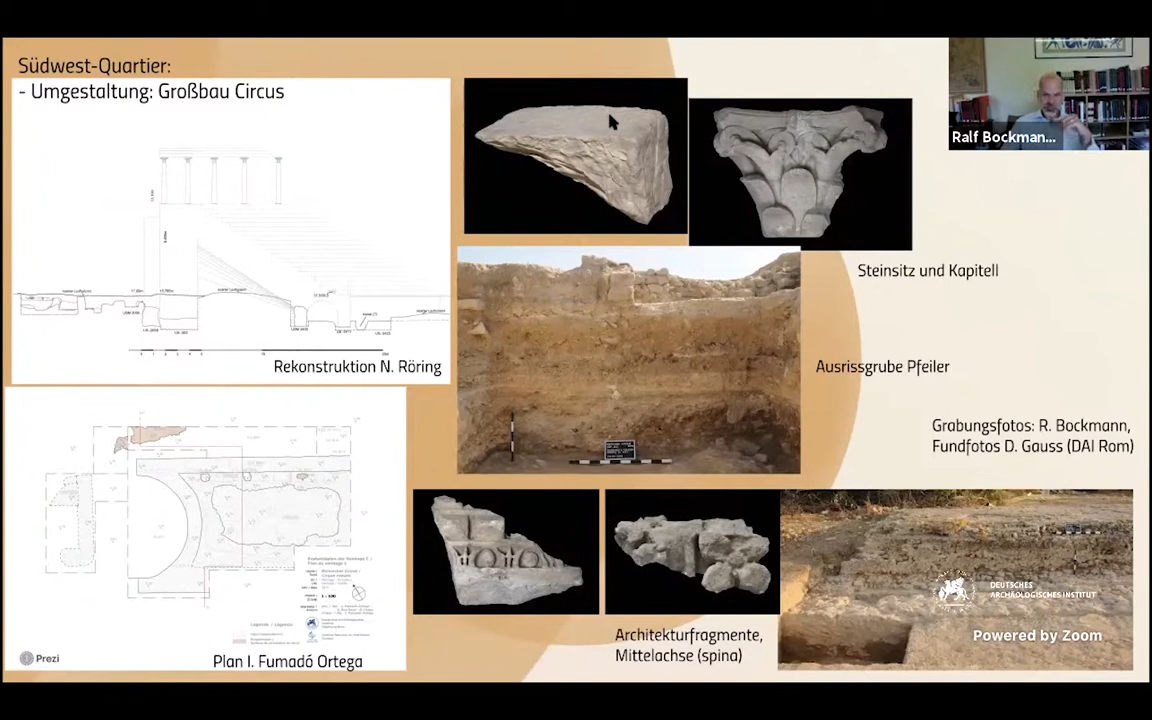 Südwest-Quartier:
- Umgestaltung: Großbau Circus
Ralf Bockman...
Steinsitz und Kapitell
Rekonstruktion N. Röring
Ausrissgrube Pfeiler
Grabungsfotos: R. Bockmann,
Fundfotos D. Gauss (DAI Rom)
DEUTSCHES
ARCHÄOLOGISCHES INSTITUT
Powered by Zoom
Architekturfragmente,
Mittelachse (spina)
Prezi
Plan I. Fumadó Ortega